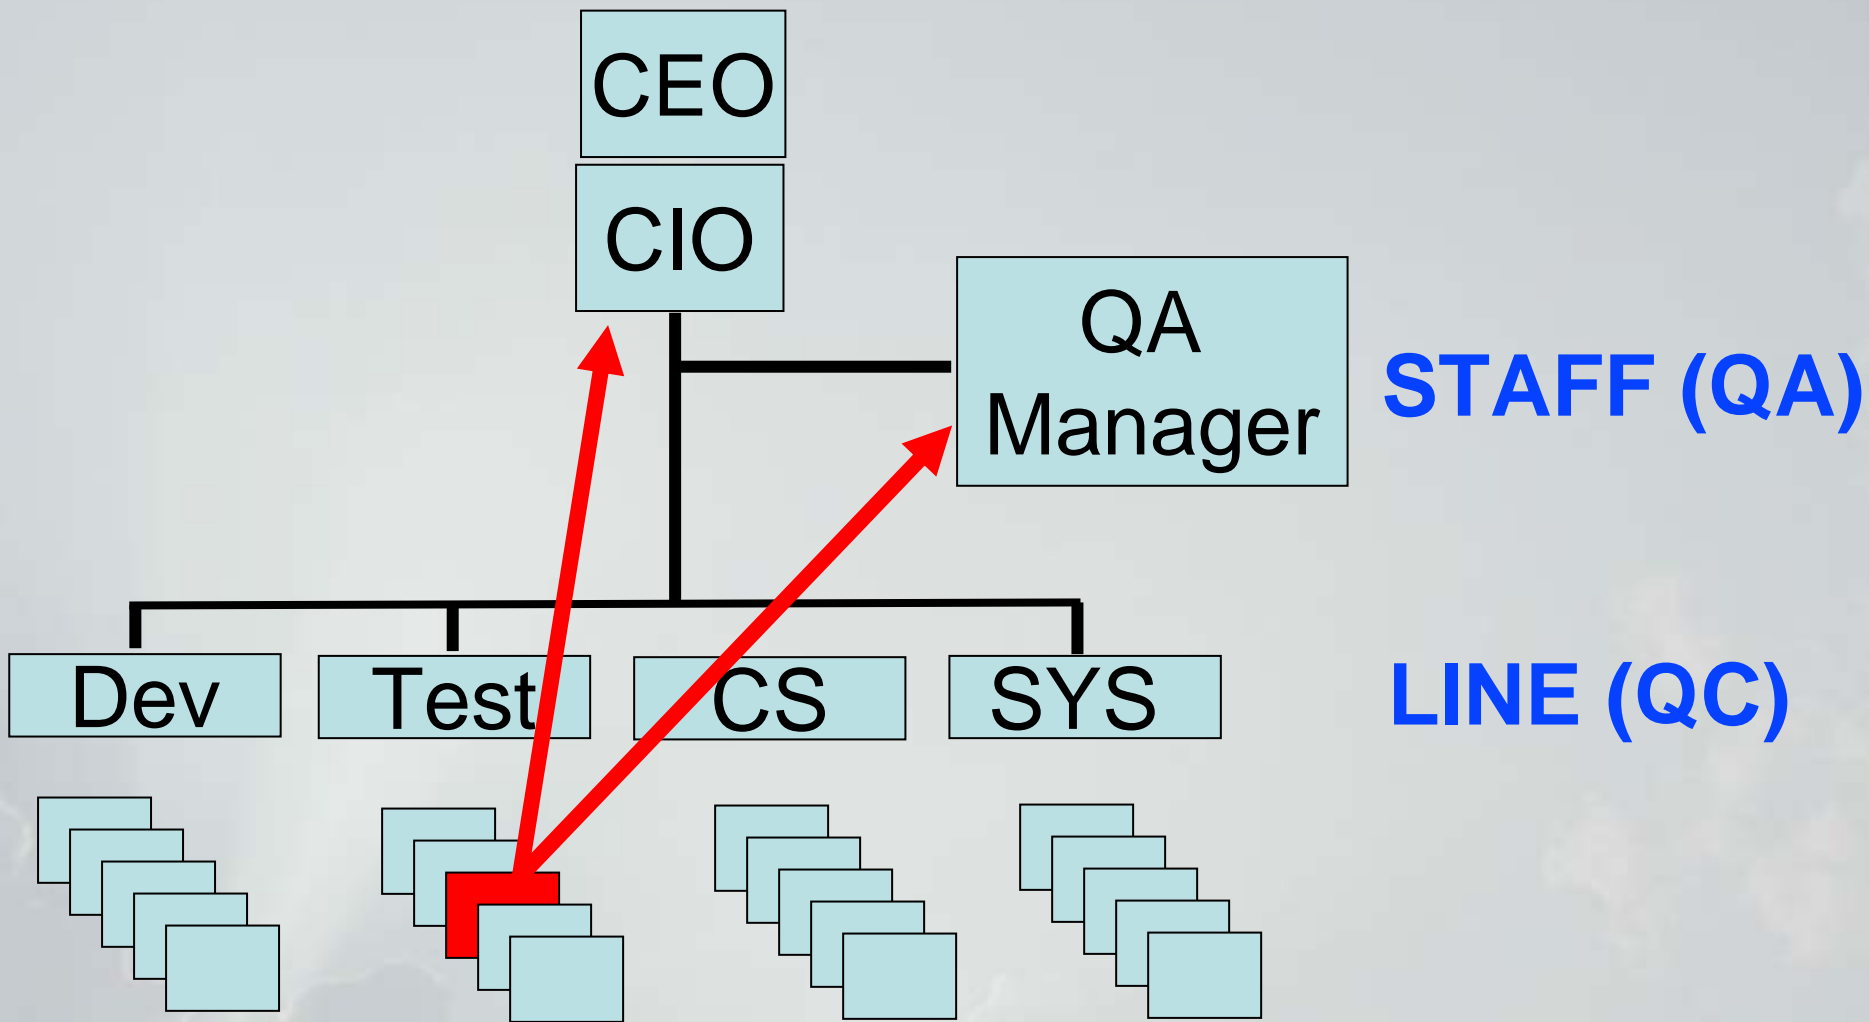 CEO
CIO
QA
Manager
STAFF (QA)
Dev
Test
CS
SYS
LINE (QC)